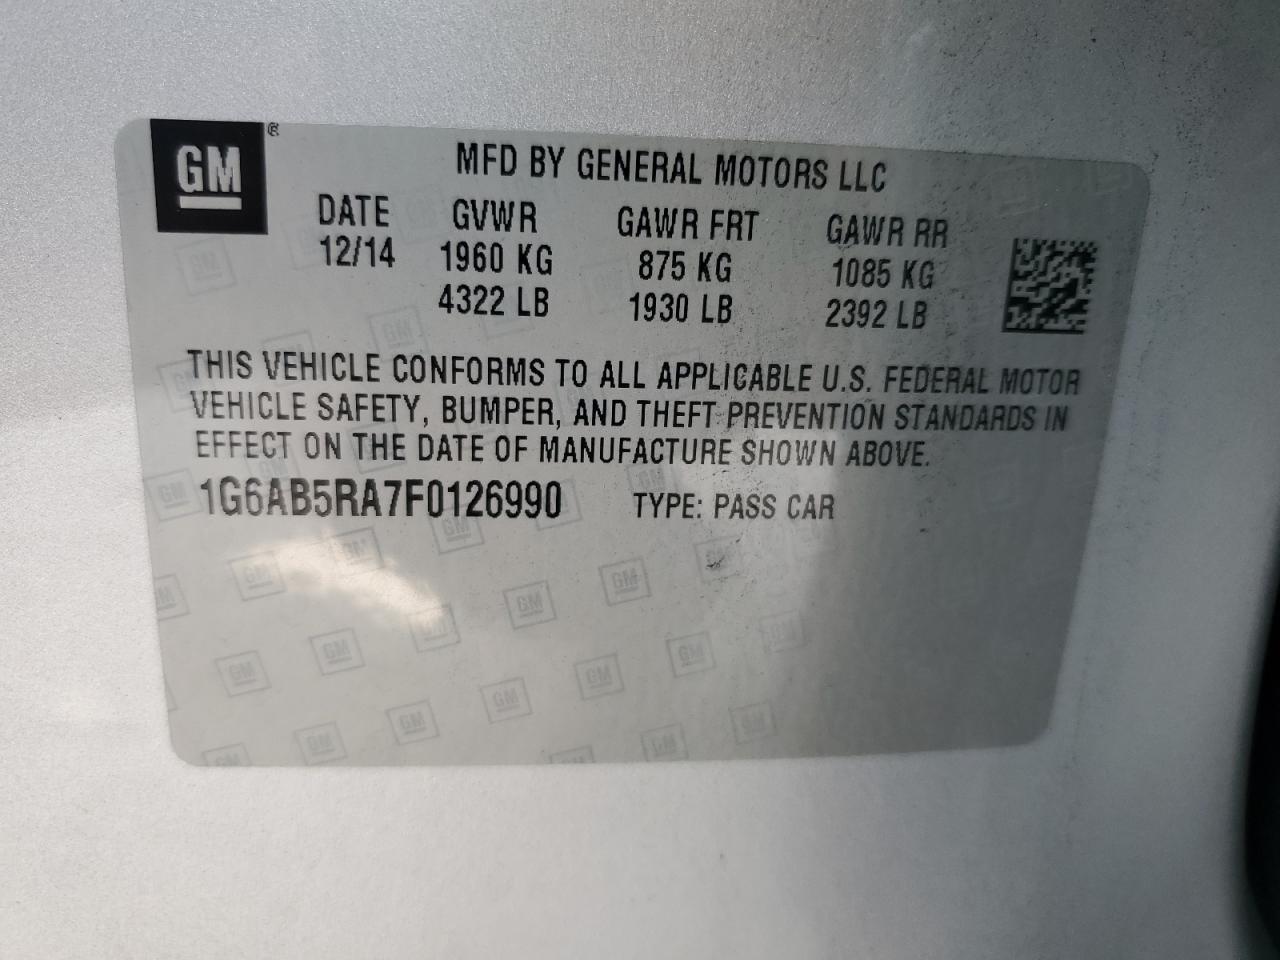 GM ®
MFD BY GENERAL MOTORS LLC
DATE GVWR GAWR FRT GAWR RR
12/14 1960 KG 875 KG 1085 KG
4322 LB 1930 LB 2392 LB
THIS VEHICLE CONFORMS TO ALL APPLICABLE U.S. FEDERAL MOTOR
VEHICLE SAFETY, BUMPER, AND THEFT PREVENTION STANDARDS IN
EFFECT ON THE DATE OF MANUFACTURE SHOWN ABOVE.
1G6AB5RA7F0126990 TYPE: PASS CAR